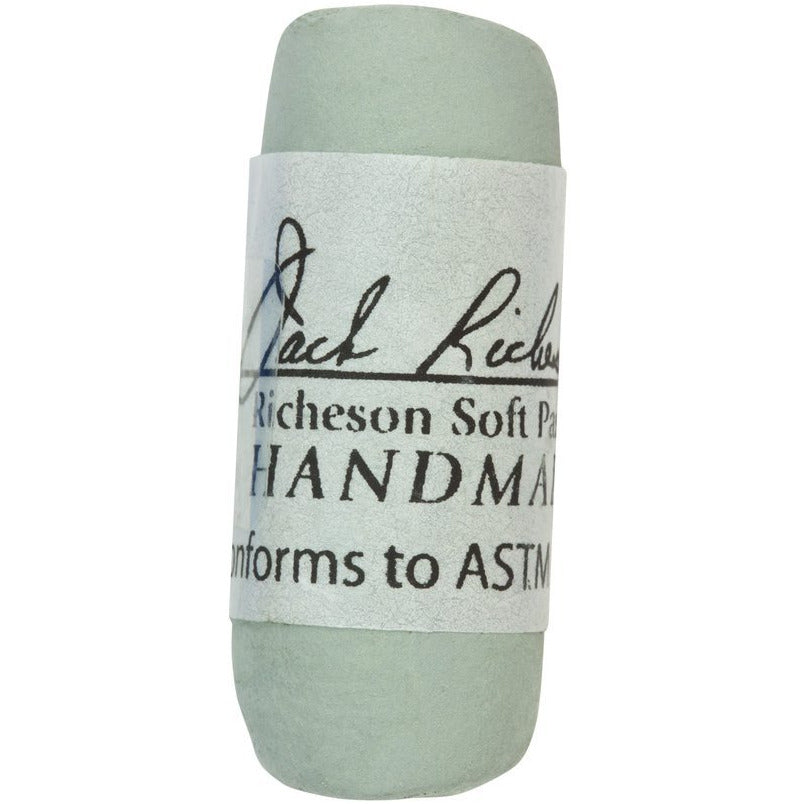 Jack Riches
Richeson Soft Pa
HANDMA
onforms to ASTM